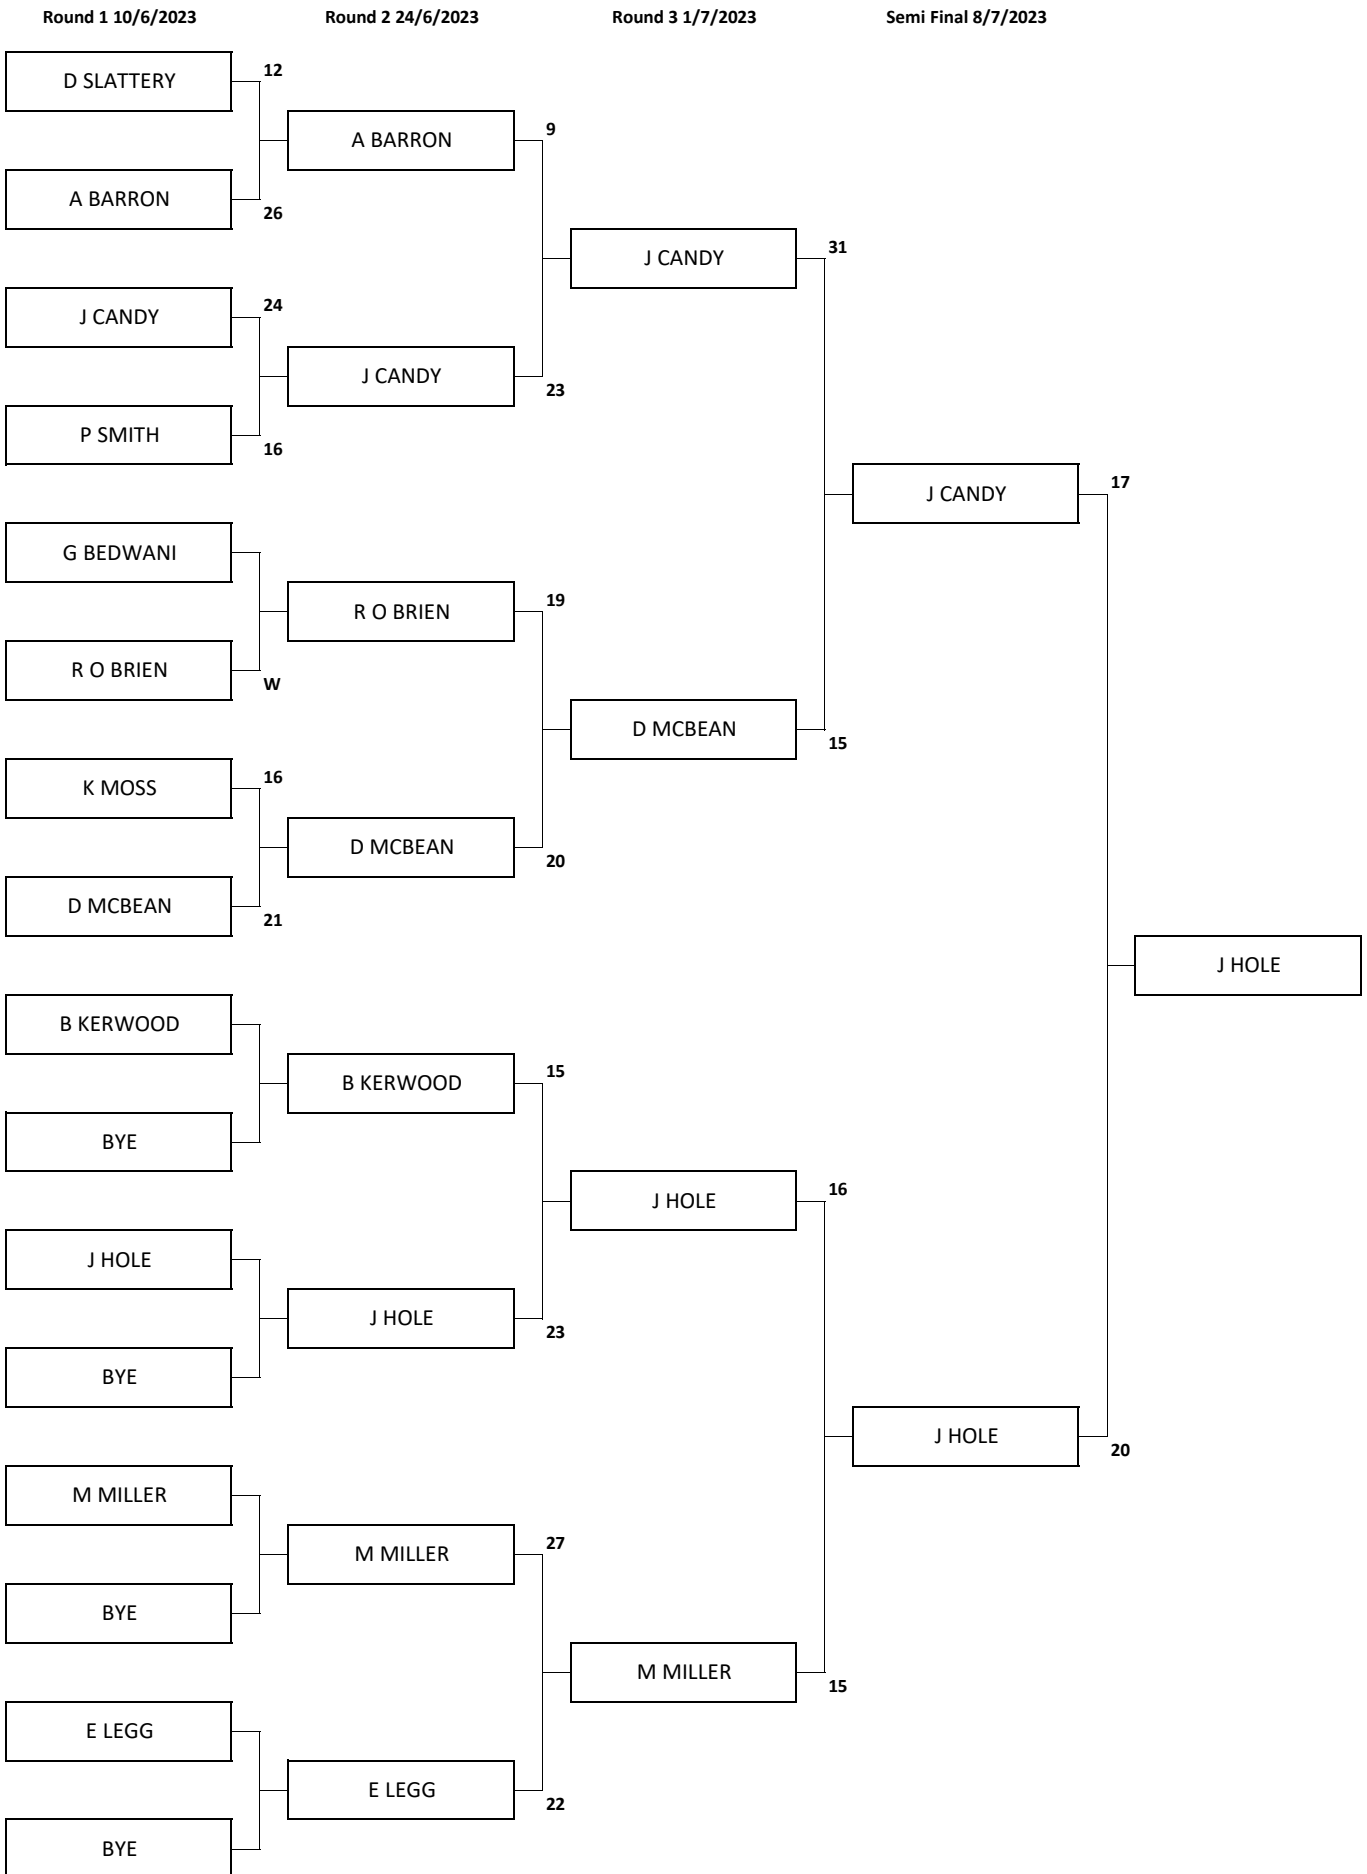 Round 1 10/6/2023 Round 2 24/6/2023 Round 3 1/7/2023 Semi Final 8/7/2023
D SLATTERY 12
A BARRON 9
A BARRON 26
J CANDY 31
J CANDY 24
J CANDY 23
P SMITH 16
J CANDY 17
G BEDWANI
R O BRIEN 19
R O BRIEN W
D MCBEAN 15
K MOSS 16
D MCBEAN 20
D MCBEAN 21
J HOLE
B KERWOOD
B KERWOOD 15
BYE
J HOLE 16
J HOLE
J HOLE 23
BYE
J HOLE 20
M MILLER
M MILLER 27
BYE
M MILLER 15
E LEGG
E LEGG 22
BYE